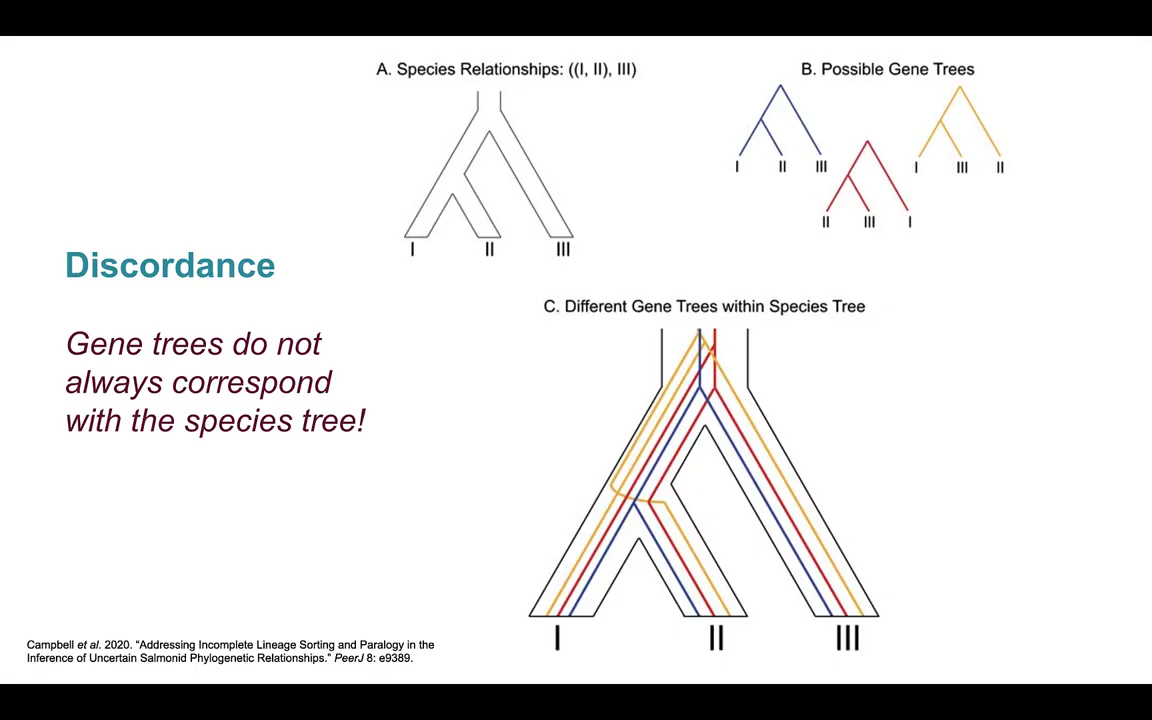 A. Species Relationships: ((I, II), III)
B. Possible Gene Trees
I II III
I III II
II III I
I II III
Discordance
Gene trees do not
always correspond
with the species tree!
C. Different Gene Trees within Species Tree
I II III
Campbell et al. 2020. “Addressing Incomplete Lineage Sorting and Paralogy in the
Inference of Uncertain Salmonid Phylogenetic Relationships.” PeerJ 8: e9389.